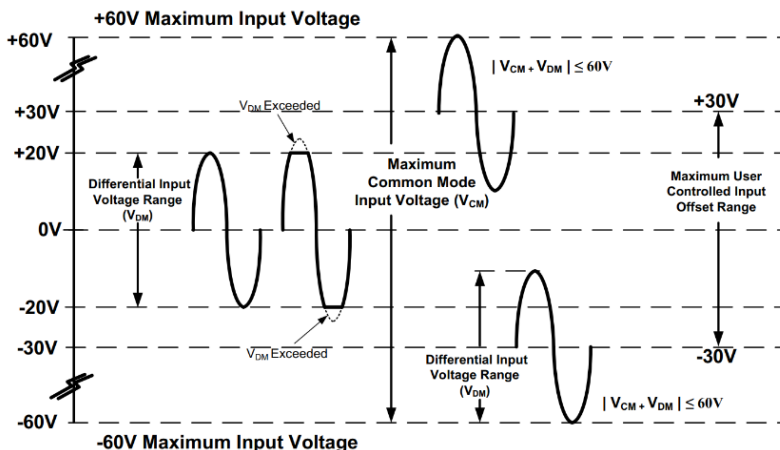 +60V Maximum Input Voltage
+60V
| VCM + VDM | ≤ 60V
+30V
+30V
VDM Exceeded
+20V
Differential Input
Voltage Range
(VDM)
Maximum
Common Mode
Input Voltage (VCM)
Maximum User
Controlled Input
Offset Range
0V
-20V
-30V
VDM Exceeded
Differential Input
Voltage Range
(VDM)
-30V
| VCM + VDM | ≤ 60V
-60V
-60V Maximum Input Voltage